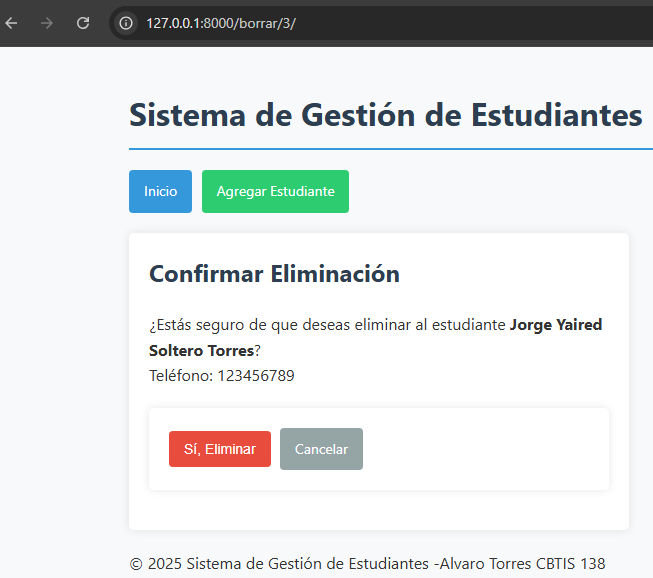 127.0.0.1:8000/borrar/3/
Sistema de Gestión de Estudiantes
Inicio Agregar Estudiante
Confirmar Eliminación
¿Estás seguro de que deseas eliminar al estudiante Jorge Yaired
Soltero Torres?
Teléfono: 123456789
Sí, Eliminar Cancelar
© 2025 Sistema de Gestión de Estudiantes -Alvaro Torres CBTIS 138